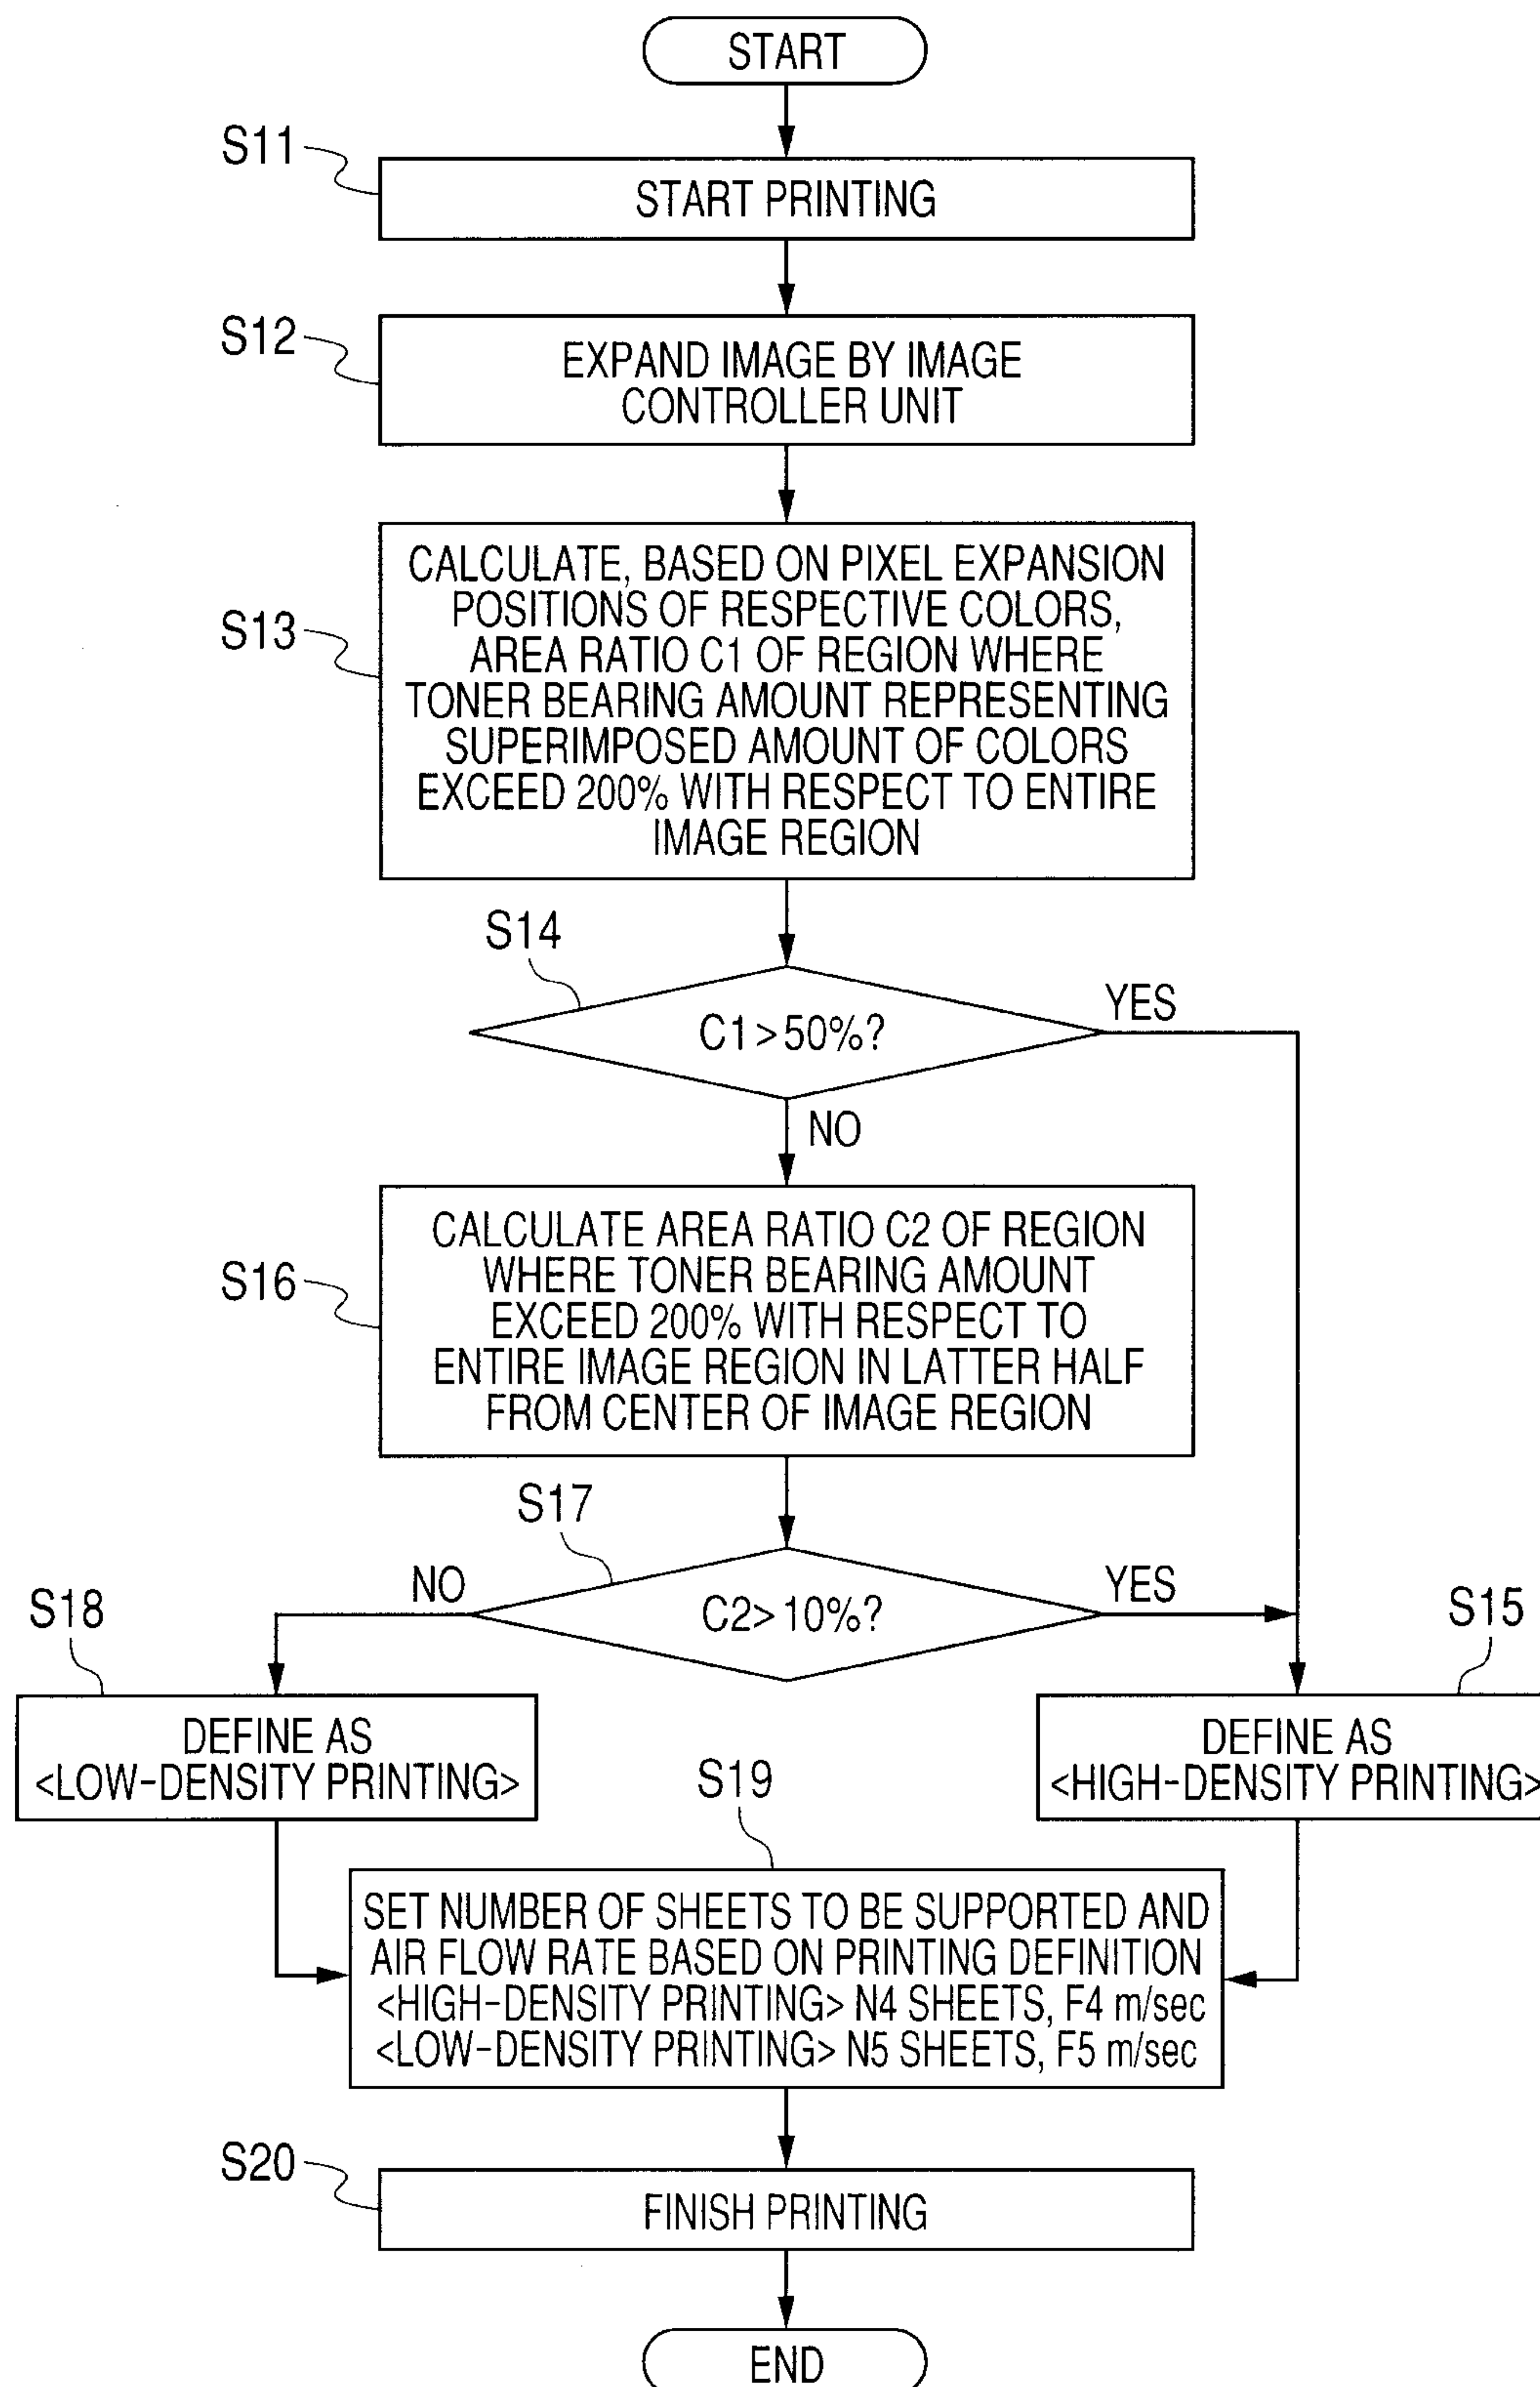 START
S11
START PRINTING
S12
EXPAND IMAGE BY IMAGE
CONTROLLER UNIT
S13
CALCULATE, BASED ON PIXEL EXPANSION
POSITIONS OF RESPECTIVE COLORS,
AREA RATIO C1 OF REGION WHERE
TONER BEARING AMOUNT REPRESENTING
SUPERIMPOSED AMOUNT OF COLORS
EXCEED 200% WITH RESPECT TO ENTIRE
IMAGE REGION
S14
C1>50%?
YES
NO
S16
CALCULATE AREA RATIO C2 OF REGION
WHERE TONER BEARING AMOUNT
EXCEED 200% WITH RESPECT TO
ENTIRE IMAGE REGION IN LATTER HALF
FROM CENTER OF IMAGE REGION
S17
C2>10%?
NO
YES
S18
DEFINE AS
<LOW-DENSITY PRINTING>
S15
DEFINE AS
<HIGH-DENSITY PRINTING>
S19
SET NUMBER OF SHEETS TO BE SUPPORTED AND
AIR FLOW RATE BASED ON PRINTING DEFINITION
<HIGH-DENSITY PRINTING> N4 SHEETS, F4 m/sec
<LOW-DENSITY PRINTING> N5 SHEETS, F5 m/sec
S20
FINISH PRINTING
END